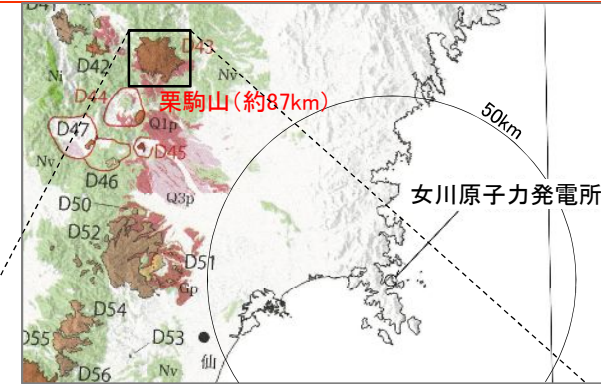 D41
D42
D43
Ni
Nv
D44
栗駒山（約87km）
D47
Q1p
50km
D45
Nv
D46
Q3p
女川原子力発電所
D50
D52
D51
Gp
D54
D55
D53
仙
D56
Nv